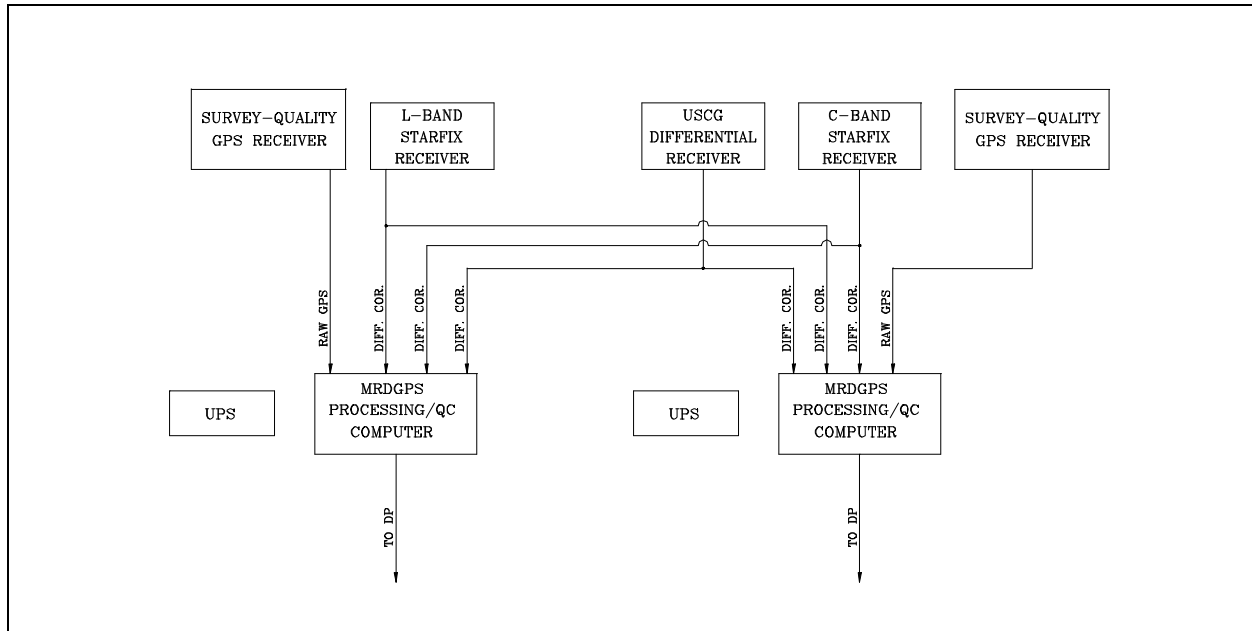 SURVEY-QUALITY
GPS RECEIVER
L-BAND
STARFIX
RECEIVER
USCG
DIFFERENTIAL
RECEIVER
C-BAND
STARFIX
RECEIVER
SURVEY-QUALITY
GPS RECEIVER
RAW GPS
DIFF. COR.
DIFF. COR.
DIFF. COR.
DIFF. COR.
DIFF. COR.
DIFF. COR.
RAW GPS
UPS
MRDGPS
PROCESSING/QC
COMPUTER
UPS
MRDGPS
PROCESSING/QC
COMPUTER
TO DP
TO DP